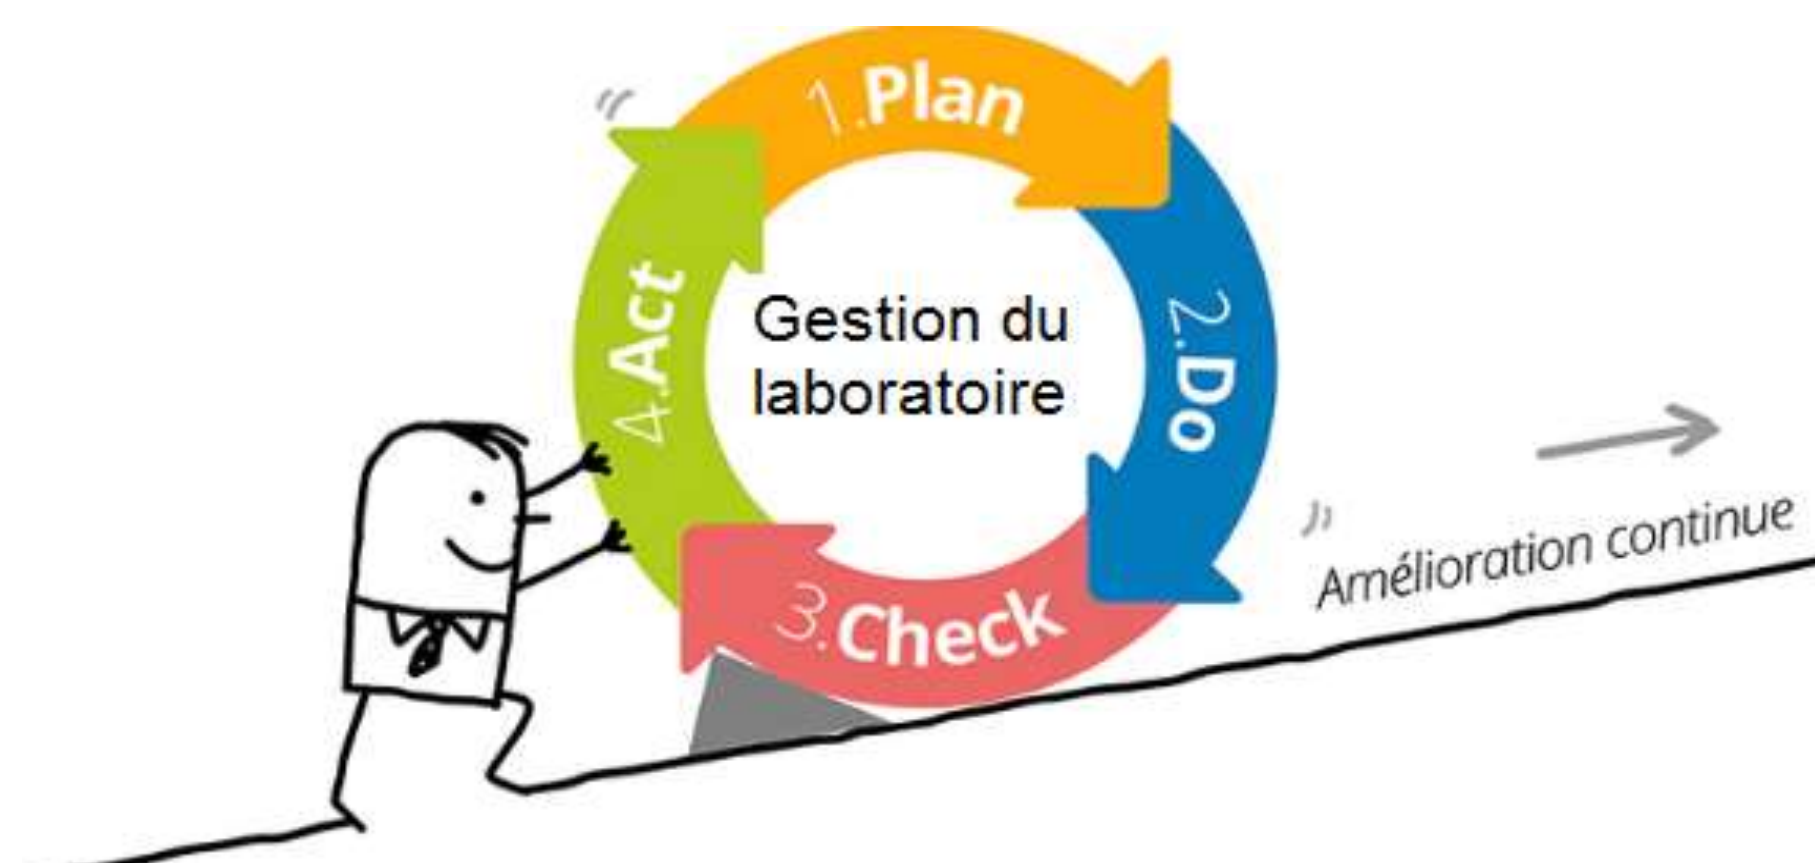 1.Plan
2.Do
3.Check
4.Act
Gestion du
laboratoire
Amélioration continue